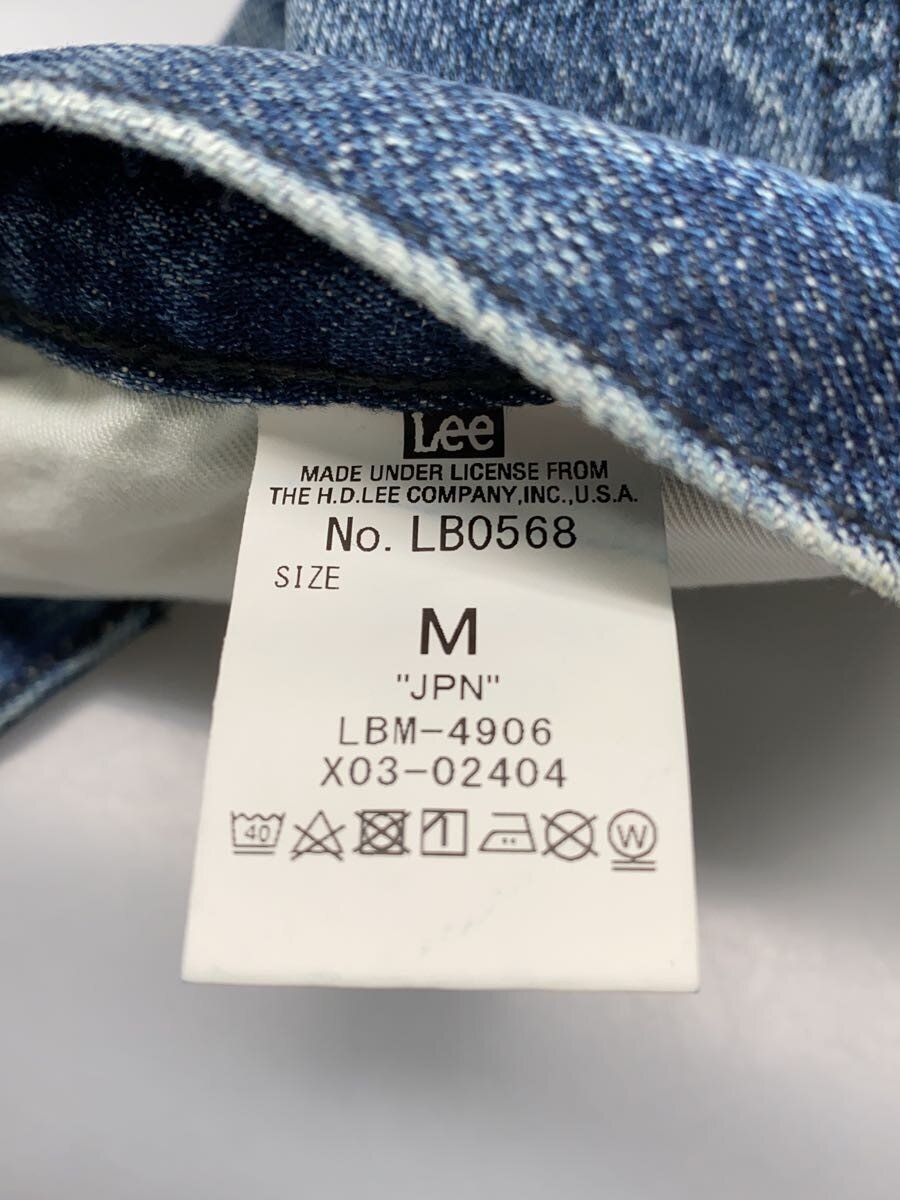 Lee
MADE UNDER LICENSE FROM
THE H.D.LEE COMPANY,INC.,U.S.A.
No. LB0568
SIZE
M
"JPN"
LBM-4906
X03-02404
40 W